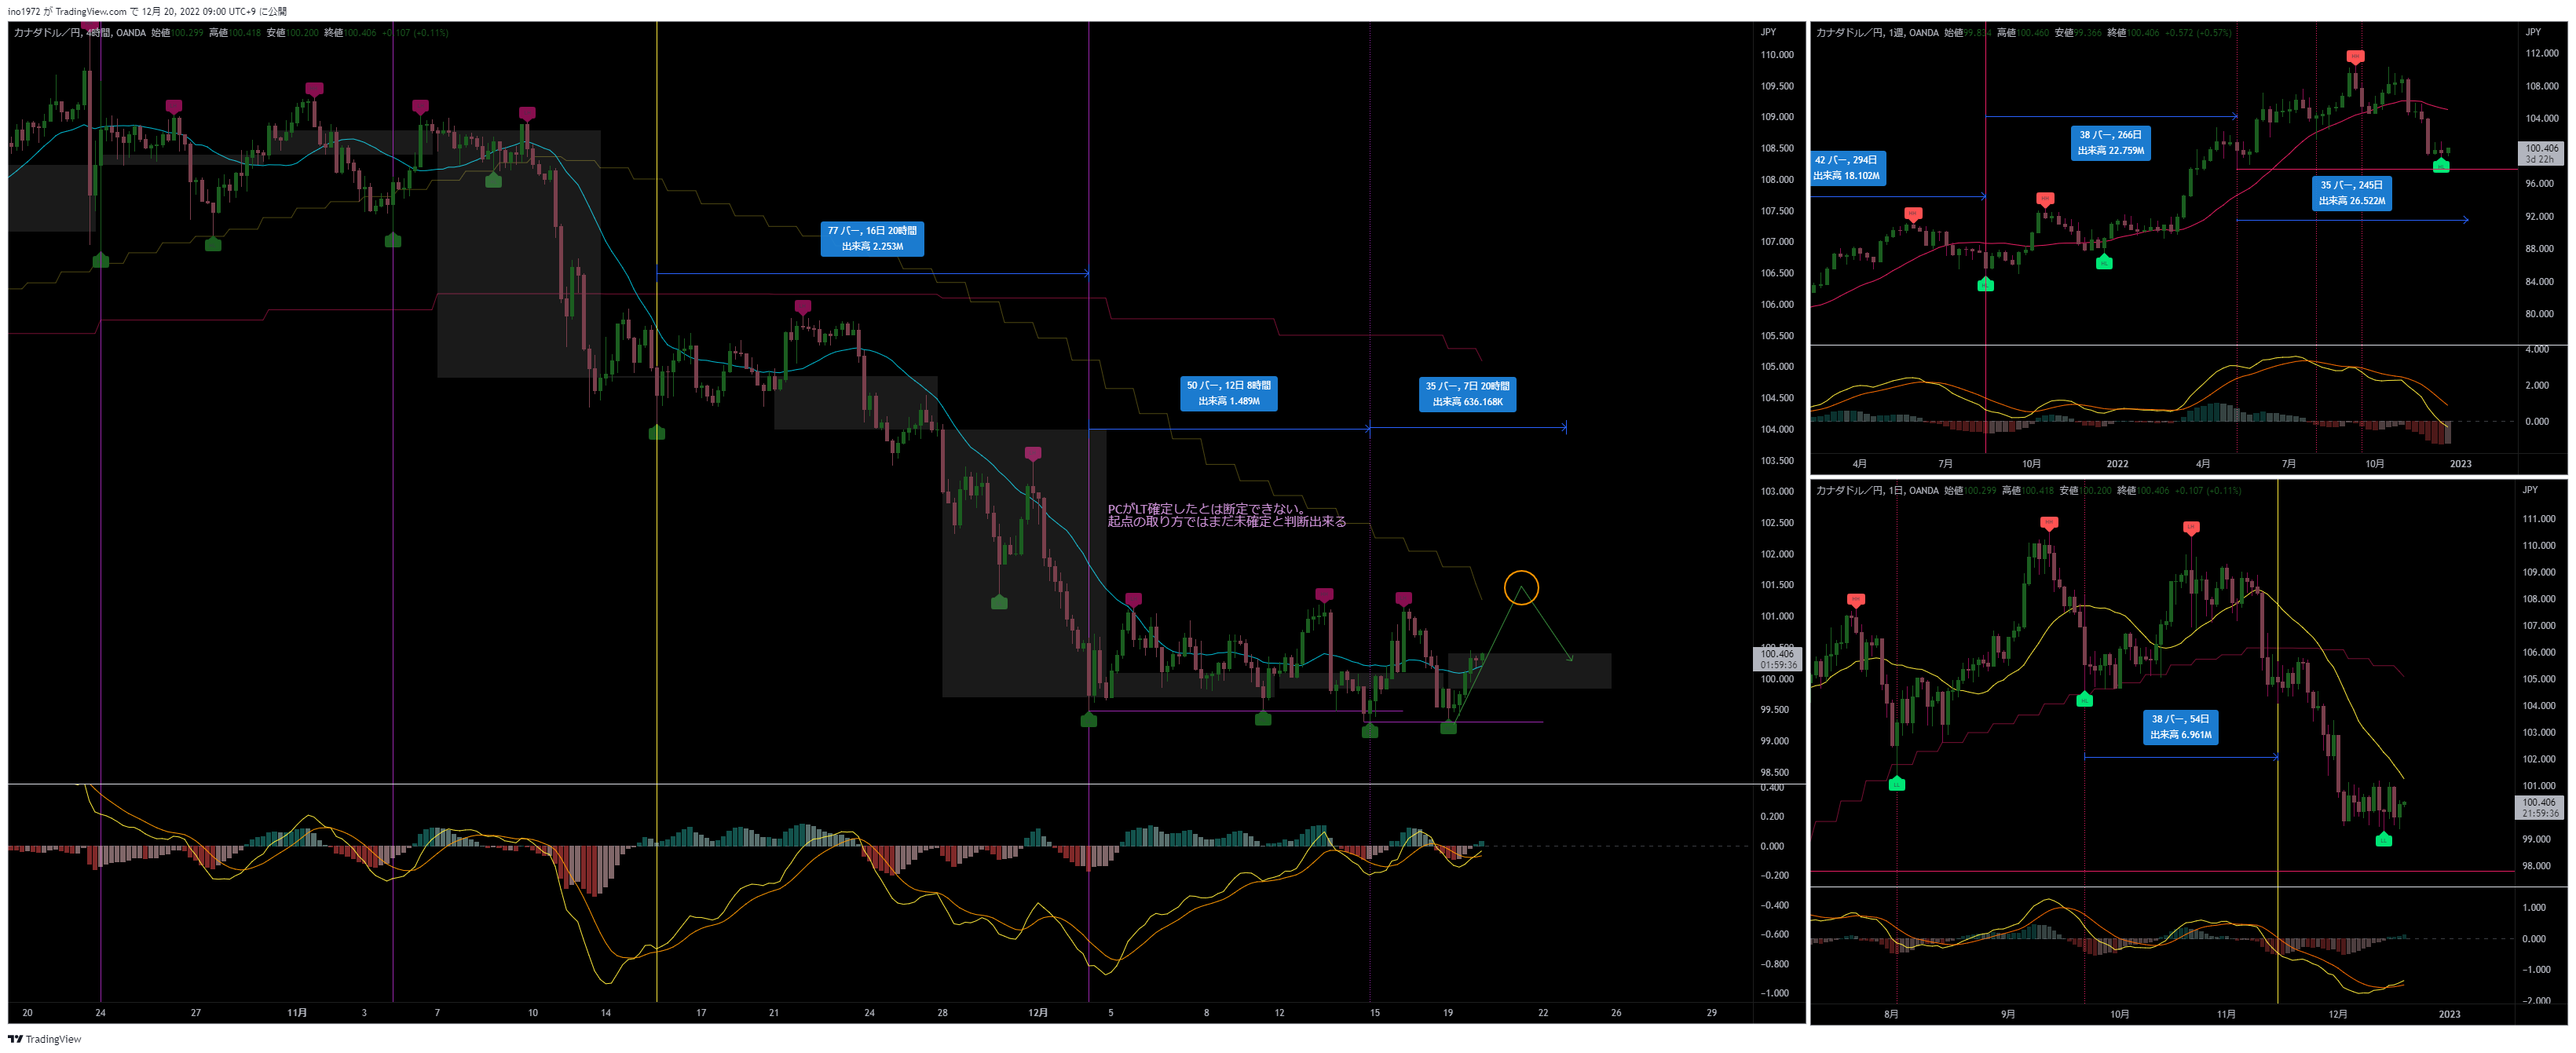 ino1972 が TradingView.com で 12月 20, 2022 09:00 UTC+9 に公開
カナダドル／円, 4時間, OANDA 始値100.299 高値100.418 安値100.200 終値100.406 +0.107 (+0.11%)
JPY
110.000
109.500
109.000
108.500
108.000
107.500
107.000
106.500
106.000
105.500
105.000
104.500
104.000
103.500
103.000
102.500
102.000
101.500
101.000
100.406
01:59:36
100.000
99.500
99.000
98.500
77 バー, 16日 20時間
出来高 2.253M
50 バー, 12日 8時間
出来高 1.489M
35 バー, 7日 20時間
出来高 636.168K
PCがLT確定したとは断定できない。
起点の取り方ではまだ未確定と判断出来る
0.400
0.200
0.000
−0.200
−0.400
−0.600
−0.800
−1.000
20 24 27 11月 3 7 10 14 17 21 24 28 12月 5 8 12 15 19 22 26 29
カナダドル／円, 1週, OANDA 始値99.834 高値100.460 安値99.366 終値100.406 +0.572 (+0.57%)
JPY
112.000
108.000
104.000
100.406
3d 22h
96.000
92.000
88.000
84.000
80.000
42 バー, 294日
出来高 18.102M
38 バー, 266日
出来高 22.759M
35 バー, 245日
出来高 26.522M
4.000
2.000
0.000
4月 7月 10月 2022 4月 7月 10月 2023
カナダドル／円, 1日, OANDA 始値100.299 高値100.418 安値100.200 終値100.406 +0.107 (+0.11%)
JPY
111.000
110.000
109.000
108.000
107.000
106.000
105.000
104.000
103.000
102.000
101.000
100.406
21:59:36
99.000
98.000
38 バー, 54日
出来高 6.961M
1.000
0.000
−1.000
−2.000
8月 9月 10月 11月 12月 2023
TradingView